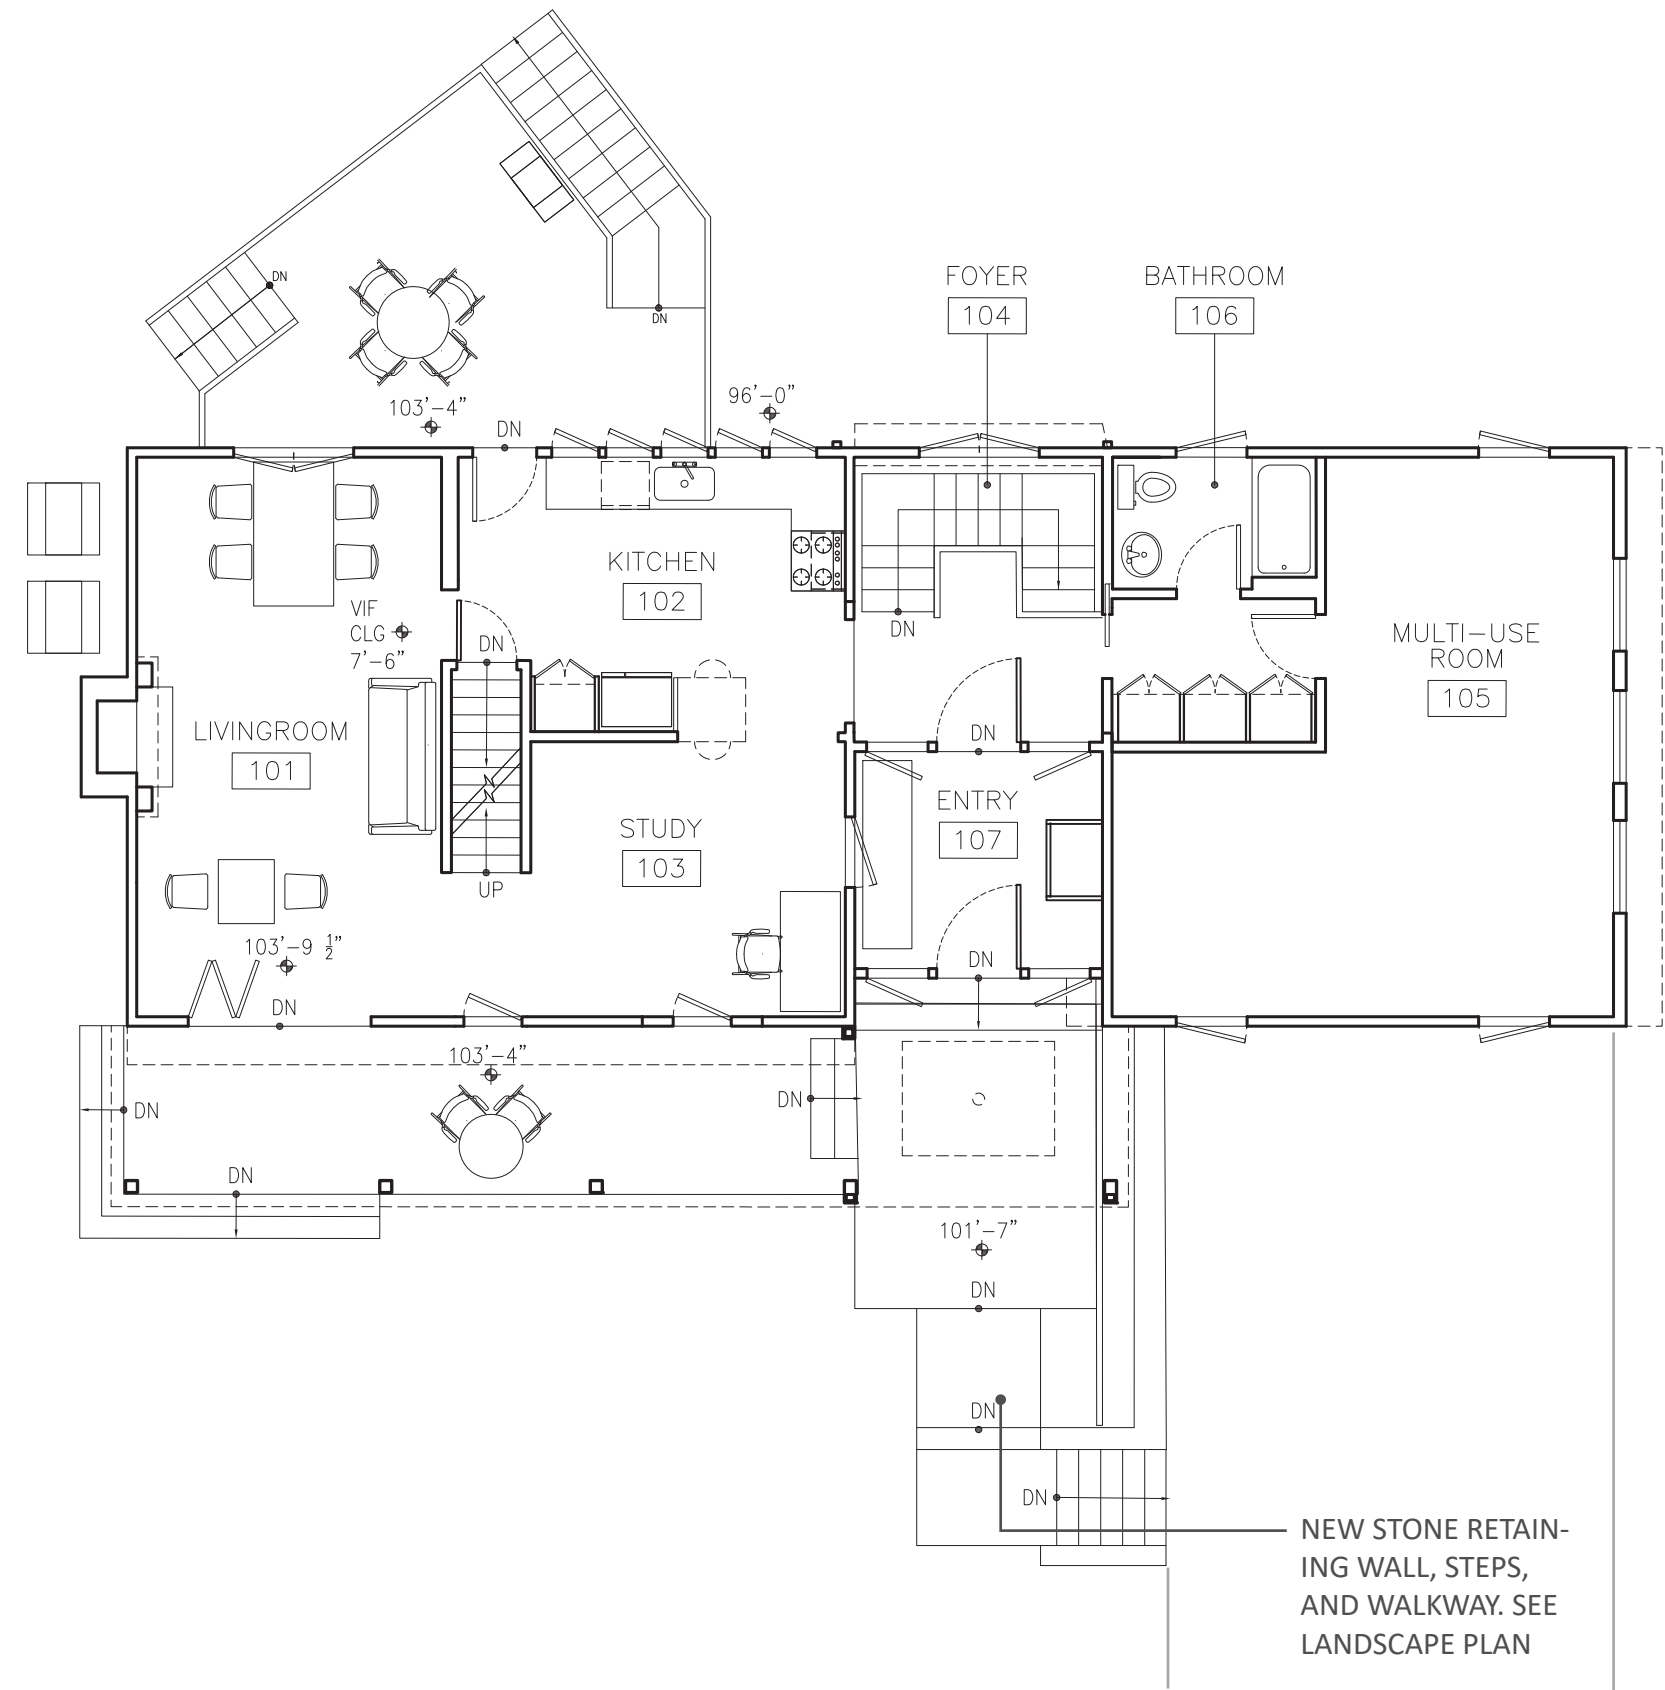 DN
DN
FOYER
104
BATHROOM
106
96'-0"
103'-4"
DN
KITCHEN
102
VIF
CLG
7'-6"
DN
DN
MULTI-USE
ROOM
105
LIVINGROOM
101
DN
ENTRY
107
STUDY
103
UP
103'-9 ½"
DN
DN
103'-4"
DN
DN
DN
101'-7"
DN
DN
DN
NEW STONE RETAIN-
ING WALL, STEPS,
AND WALKWAY. SEE
LANDSCAPE PLAN